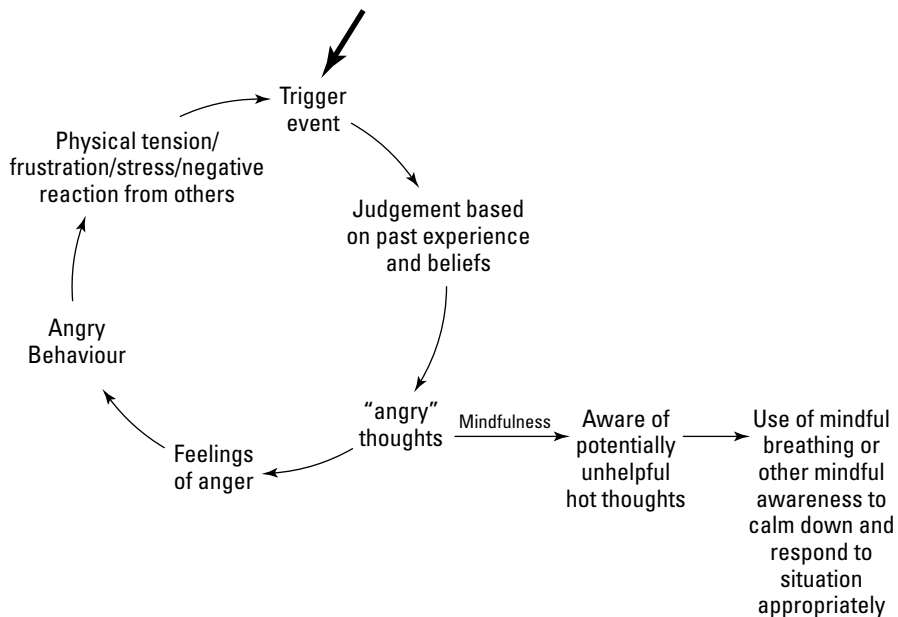 Trigger
event
Judgement based
on past experience
and beliefs
“angry”
thoughts
Feelings
of anger
Angry
Behaviour
Physical tension/
frustration/stress/negative
reaction from others
Mindfulness
Aware of
potentially
unhelpful
hot thoughts
Use of mindful
breathing or
other mindful
awareness to
calm down and
respond to
situation
appropriately